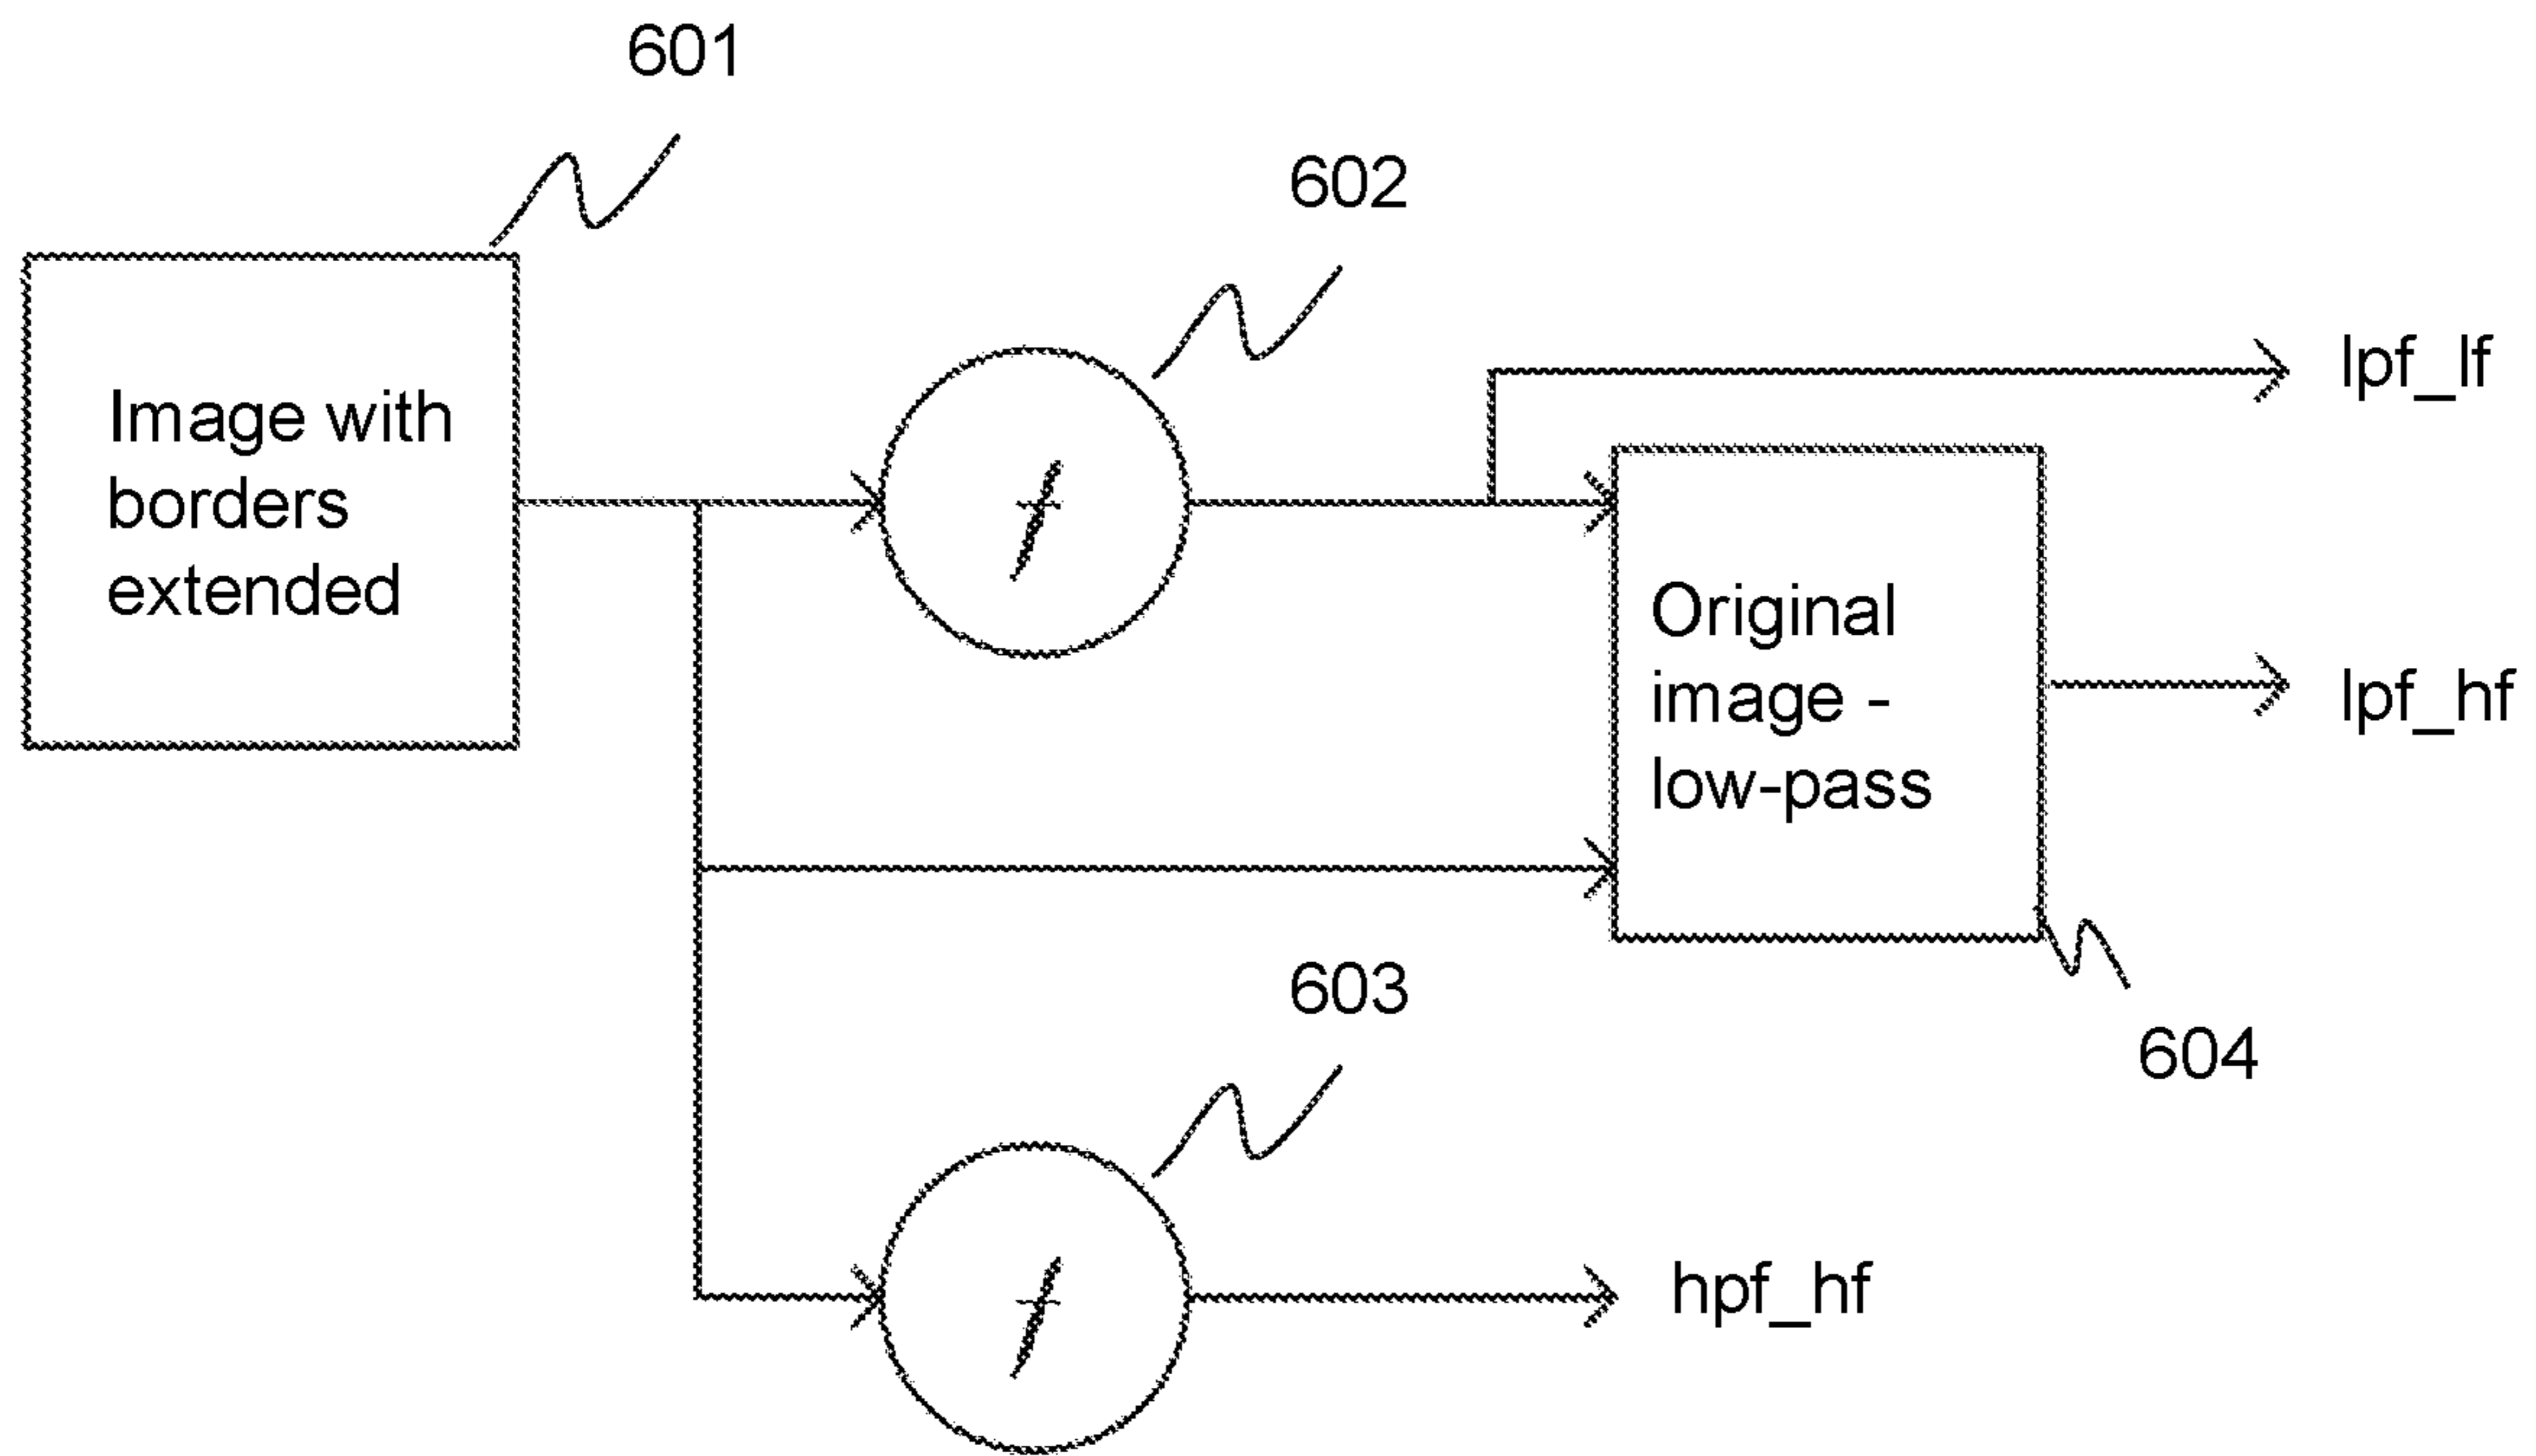 601
602
Image with
borders
extended
f
lpf_lf
Original
image -
low-pass
lpf_hf
603
604
f
hpf_hf